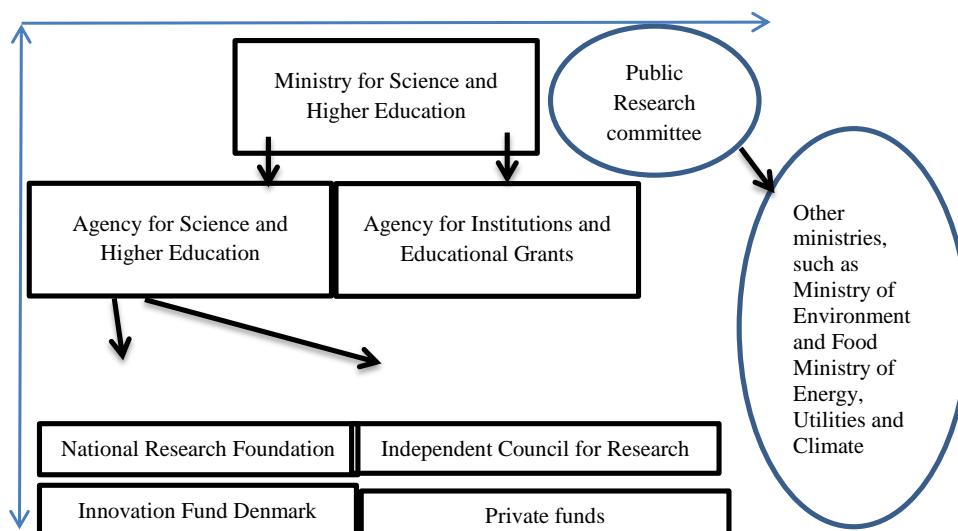 Ministry for Science and
Higher Education
Public
Research
committee
Agency for Science and
Higher Education
Agency for Institutions and
Educational Grants
Other
ministries,
such as
Ministry of
Environment
and Food
Ministry of
Energy,
Utilities and
Climate
National Research Foundation
Independent Council for Research
Innovation Fund Denmark
Private funds